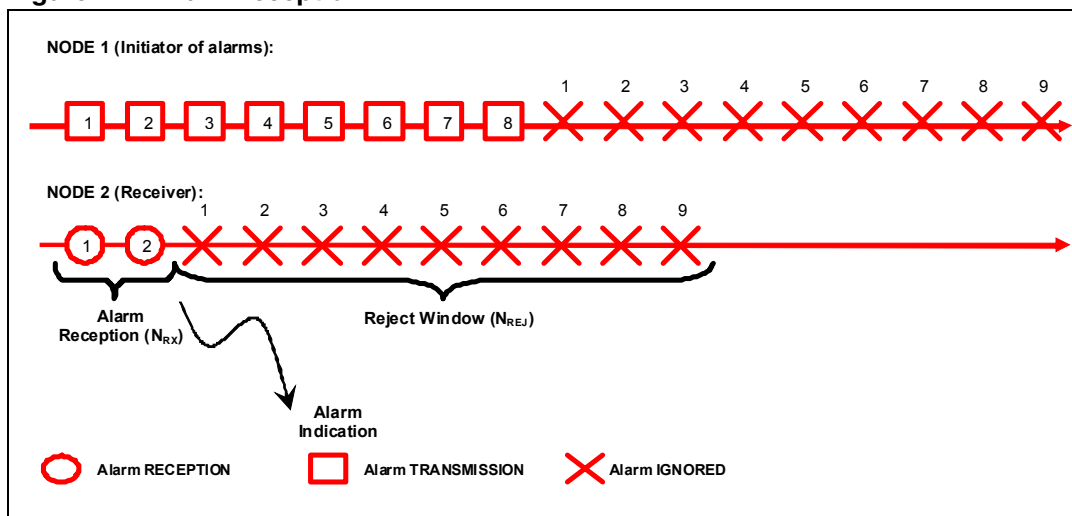 NODE 1 (Initiator of alarms):
1 2 3 4 5 6 7 8 9
1 2 3 4 5 6 7 8
NODE 2 (Receiver):
1 2 3 4 5 6 7 8 9
1 2
Alarm
Reception (NRX)
Reject Window (NREJ)
Alarm
Indication
Alarm RECEPTION
Alarm TRANSMISSION
Alarm IGNORED